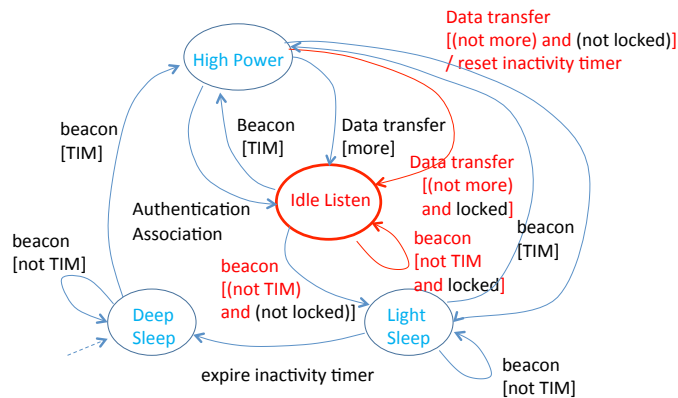 Data transfer
[(not more) and (not locked)]
/ reset inactivity timer
High Power
beacon
[TIM]
Beacon
[TIM]
Data transfer
[more]
Data transfer
[(not more)
and locked]
Idle Listen
Authentication
Association
beacon
[not TIM]
beacon
[(not TIM)
and (not locked)]
beacon
[not TIM
and locked]
beacon
[TIM]
Deep
Sleep
Light
Sleep
expire inactivity timer
beacon
[not TIM]